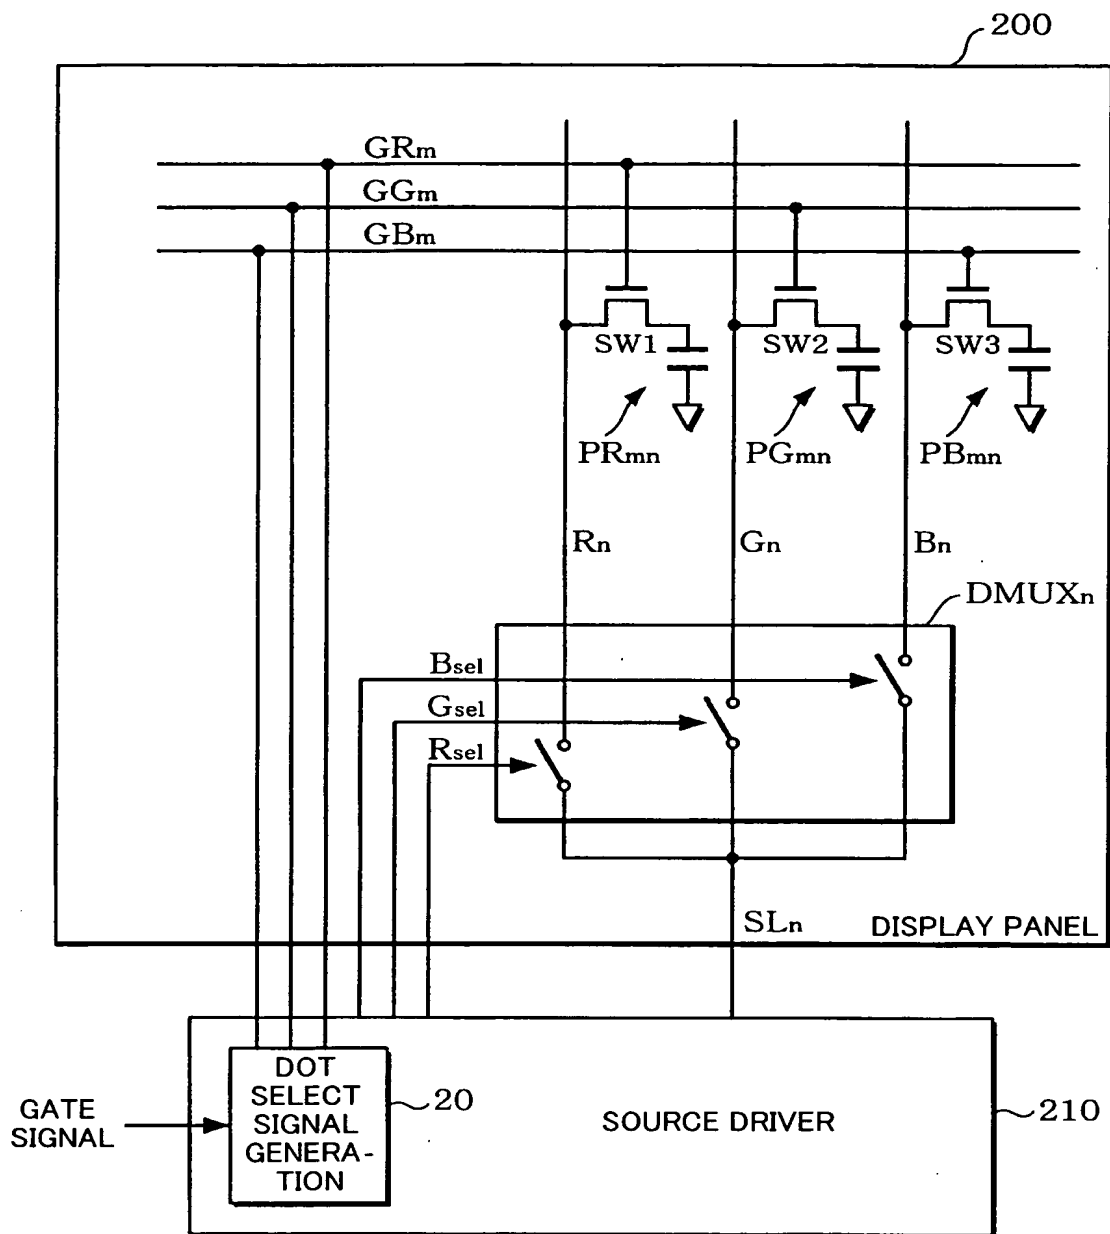 200
GRm
GGm
GBm
SW1 SW2 SW3
PRmn PGmn PBmn
Rn Gn Bn
DMUXn
Bsel
Gsel
Rsel
SLn
DISPLAY PANEL
GATE
SIGNAL
DOT
SELECT
SIGNAL
GENERA-
TION
20
SOURCE DRIVER
210